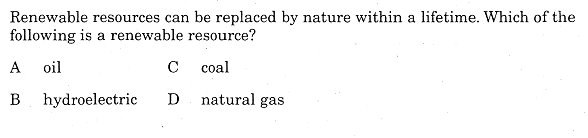 Renewable resources can be replaced by nature within a lifetime. Which of the
following is a renewable resource?
A oil C coal
B hydroelectric D natural gas